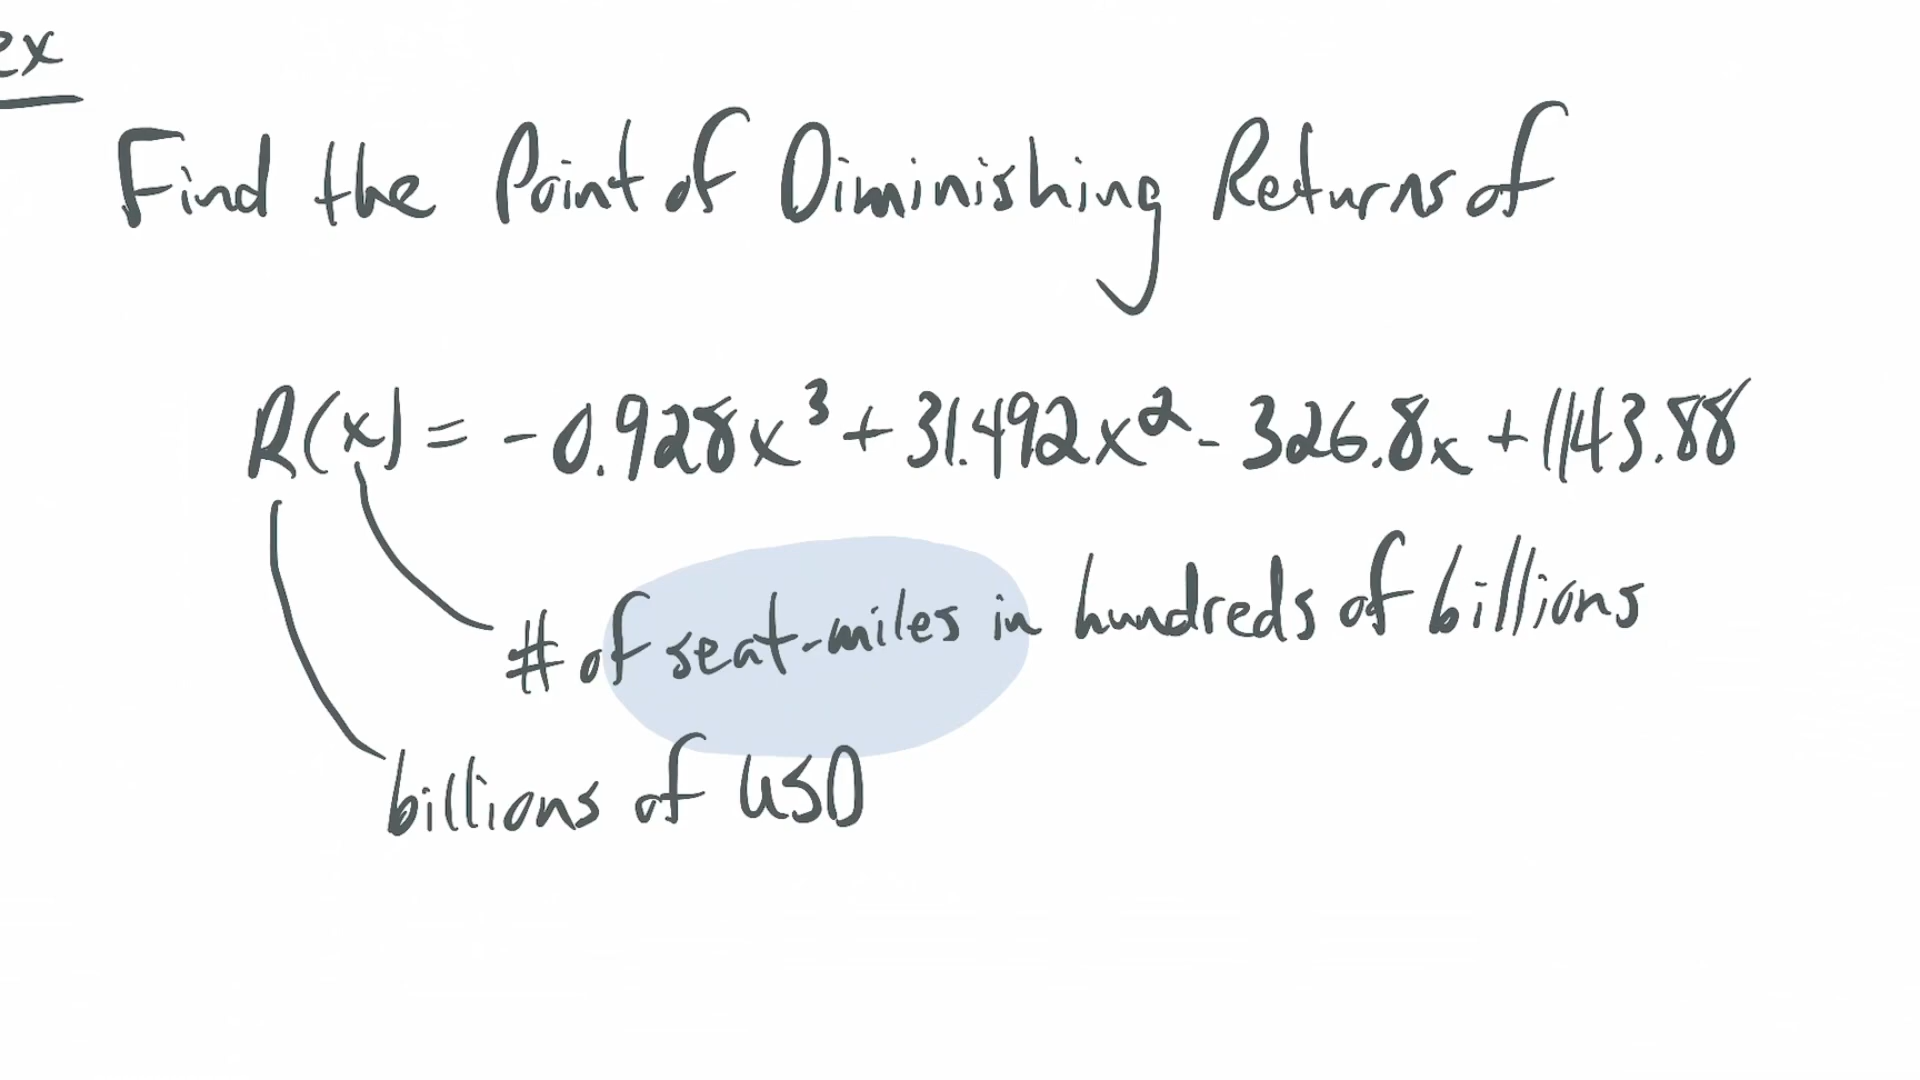 ex
Find the Point of Diminishing Returns of
R(x) = -0.928x³ + 31.492x² - 326.8x + 1143.88
# of seat-miles in hundreds of billions
billions of USD